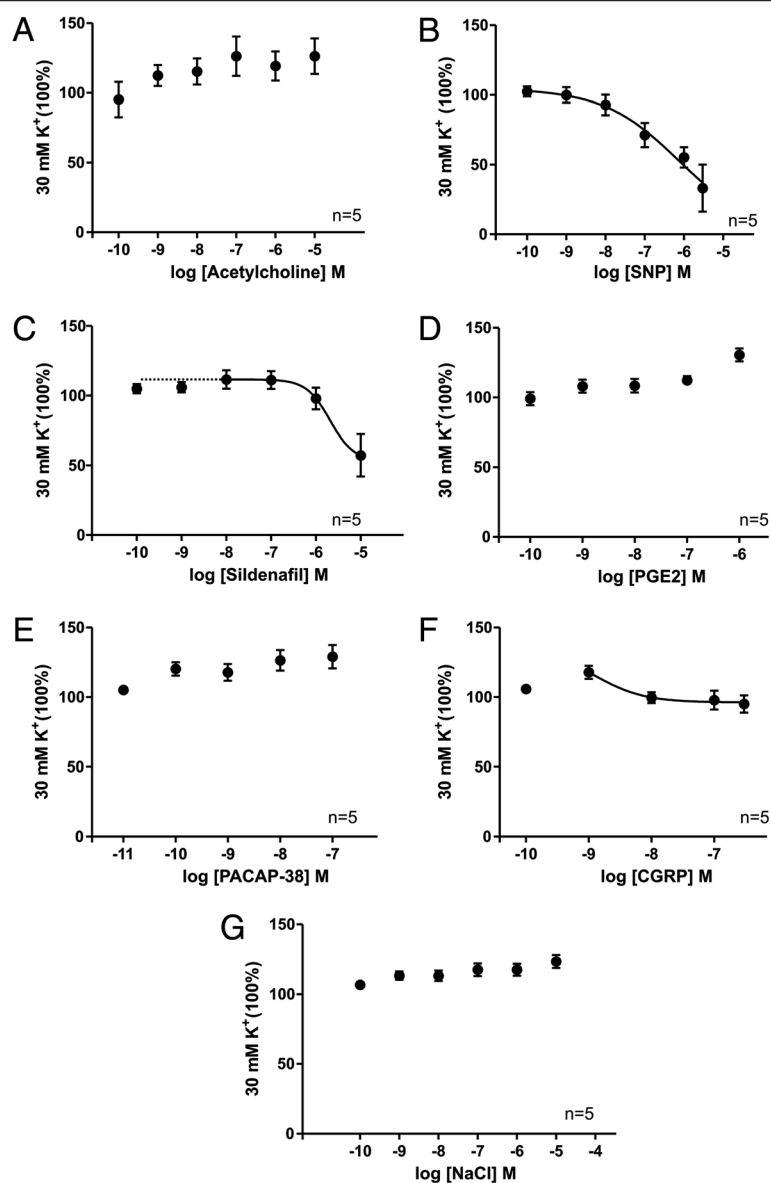 A
150
100
50
0
30 mM K+(100%)
n=5
-10 -9 -8 -7 -6 -5
log [Acetylcholine] M
B
150
100
50
0
30 mM K+(100%)
n=5
-10 -9 -8 -7 -6 -5
log [SNP] M
C
150
100
50
0
30 mM K+(100%)
n=5
-10 -9 -8 -7 -6 -5
log [Sildenafil] M
D
150
100
50
0
30 mM K+(100%)
n=5
-10 -9 -8 -7 -6
log [PGE2] M
E
150
100
50
0
30 mM K+(100%)
n=5
-11 -10 -9 -8 -7
log [PACAP-38] M
F
150
100
50
0
30 mM K+(100%)
n=5
-10 -9 -8 -7
log [CGRP] M
G
150
100
50
0
30 mM K+(100%)
n=5
-10 -9 -8 -7 -6 -5 -4
log [NaCl] M